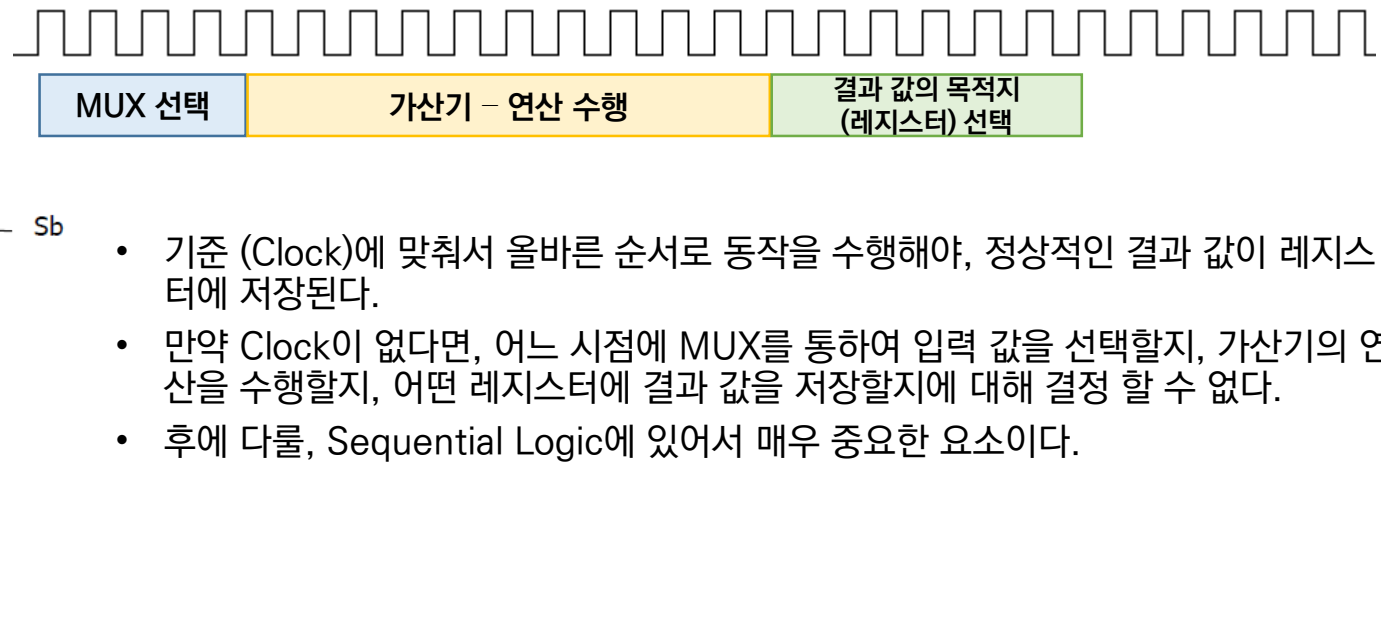 MUX 선택
가산기 – 연산 수행
결과 값의 목적지
(레지스터) 선택
Sb
• 기준 (Clock)에 맞춰서 올바른 순서로 동작을 수행해야, 정상적인 결과 값이 레지스
터에 저장된다.
• 만약 Clock이 없다면, 어느 시점에 MUX를 통하여 입력 값을 선택할지, 가산기의 연
산을 수행할지, 어떤 레지스터에 결과 값을 저장할지에 대해 결정 할 수 없다.
• 후에 다룰, Sequential Logic에 있어서 매우 중요한 요소이다.